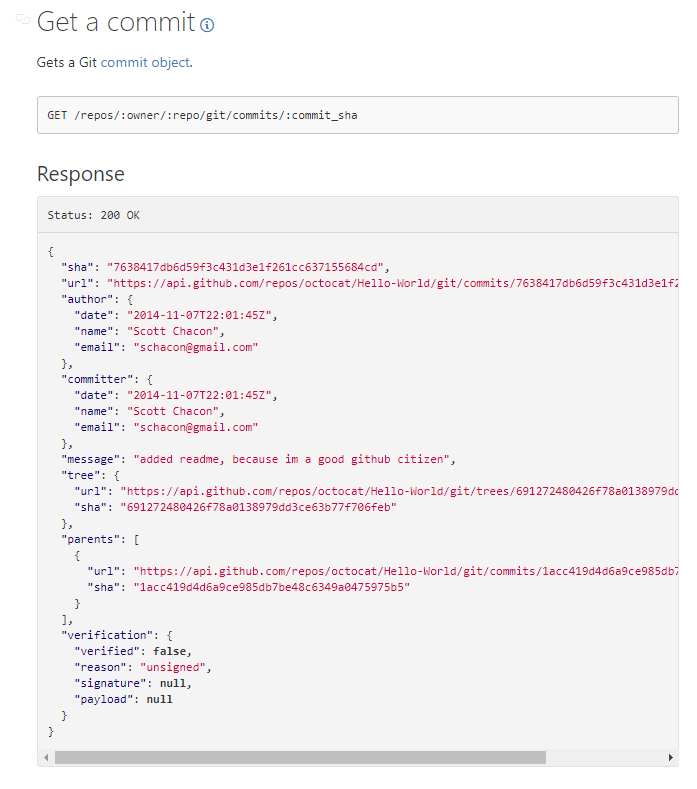 Get a commit
Gets a Git commit object.
GET /repos/:owner/:repo/git/commits/:commit_sha
Response
Status: 200 OK
{
  "sha": "7638417db6d59f3c431d3e1f261cc637155684cd",
  "url": "https://api.github.com/repos/octocat/Hello-World/git/commits/7638417db6d59f3c431d3e1f2
  "author": {
    "date": "2014-11-07T22:01:45Z",
    "name": "Scott Chacon",
    "email": "schacon@gmail.com"
  },
  "committer": {
    "date": "2014-11-07T22:01:45Z",
    "name": "Scott Chacon",
    "email": "schacon@gmail.com"
  },
  "message": "added readme, because im a good github citizen",
  "tree": {
    "url": "https://api.github.com/repos/octocat/Hello-World/git/trees/691272480426f78a0138979dd
    "sha": "691272480426f78a0138979dd3ce63b77f706feb"
  },
  "parents": [
    {
      "url": "https://api.github.com/repos/octocat/Hello-World/git/commits/1acc419d4d6a9ce985db7
      "sha": "1acc419d4d6a9ce985db7be48c6349a0475975b5"
    }
  ],
  "verification": {
    "verified": false,
    "reason": "unsigned",
    "signature": null,
    "payload": null
  }
}